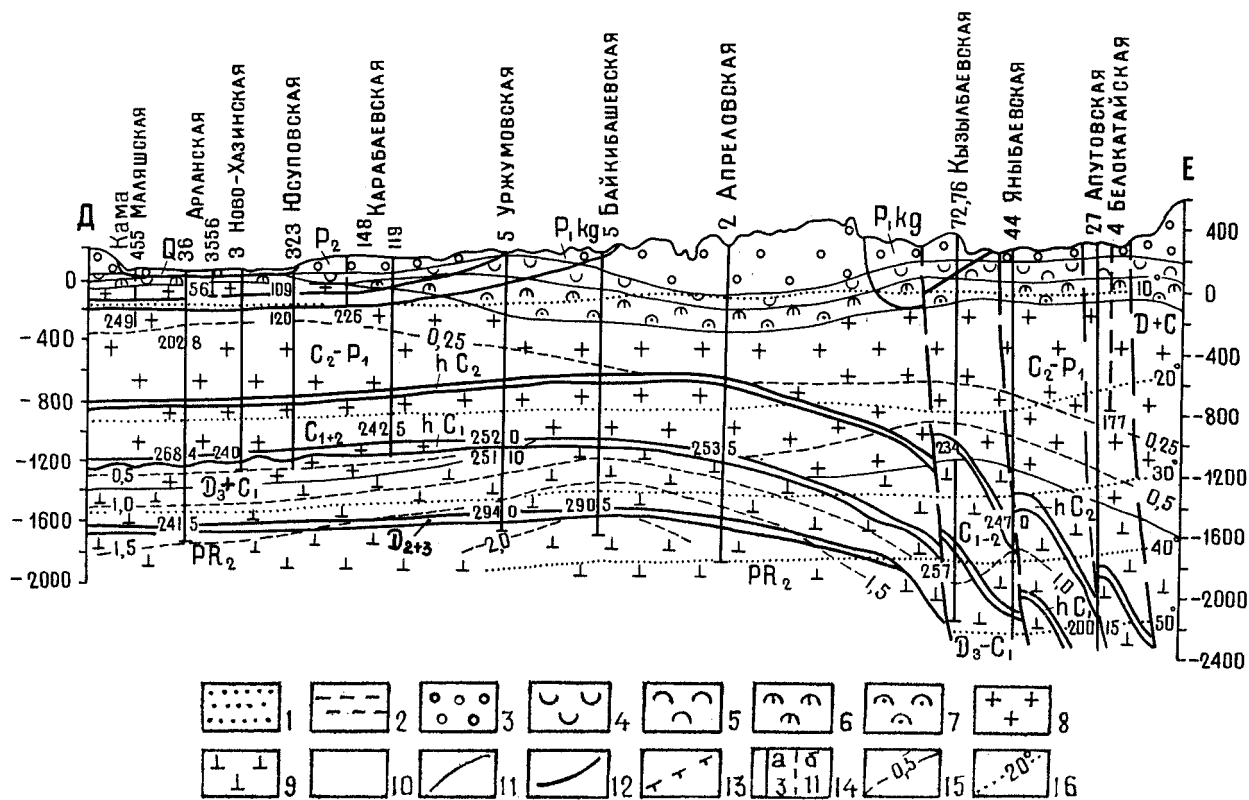 Д
Кама
455 Маляшская
36 Арланская
3556
3 Ново-Хазинская
323 Юсуповская
148
Карабаевская
119
5 Уржумовская
5 Байкибашевская
2 Апреловская
6
72,76 Кызылбаевская
44 Яныбаевская
27 Апутовская
4 Белокатайская
Е
Q
P₂
P₁kg
P₁kg
400
0
56
109
10°
0
249
120
226
D+C
-400
202 8
0,25
-400
C₂-P₁
hC₂
C₂-P₁
20°
-800
177
-800
C₁₊₂
242 5
hC₁
252 0
0,25
268 4
240
251 10
253 5
234
30°
-1200
0,5
D₃+C₁
0,5
-1200
1,0
hC₂
-1600
241 5
294 0
290 5
C₁₋₂
247 0
-1600
1,5
PR₂
D₂₊₃
2,0
PR₂
1,5
257
1,0
40°
-2000
hC₁
-2000
200 15
50°
D₃-C₁
-2400
1
2
3
4
5
6
7
8
9
10
11
12
13
а б
3 11
14
0,5
15
20°
16